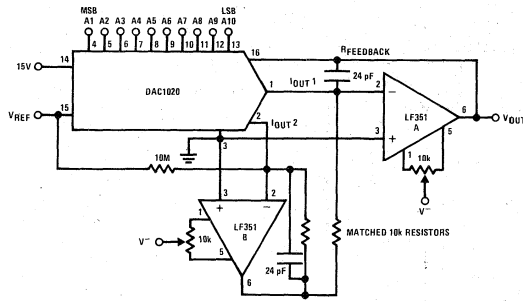 MSB LSB
A1 A2 A3 A4 A5 A6 A7 A8 A9 A10
4 5 6 7 8 9 10 11 12 13
15V 14
16
RFEEDBACK
24 pF
DAC1020
1
IOUT 1
2
6
VOUT
LF351
A
VREF 15
2
IOUT 2
3
3
5
1
10k
V−
10M
3 2
1
LF351
B
V−
10k
5
24 pF
6
MATCHED 10k RESISTORS